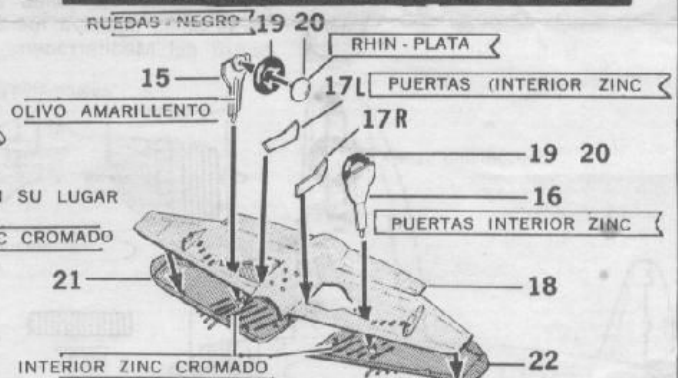 RUEDAS - NEGRO 19 20
RHIN - PLATA
15
17L PUERTAS (INTERIOR ZINC
OLIVO AMARILLENTO
17R
19 20
SU LUGAR
16
PUERTAS INTERIOR ZINC
CROMADO
21
18
INTERIOR ZINC CROMADO
22